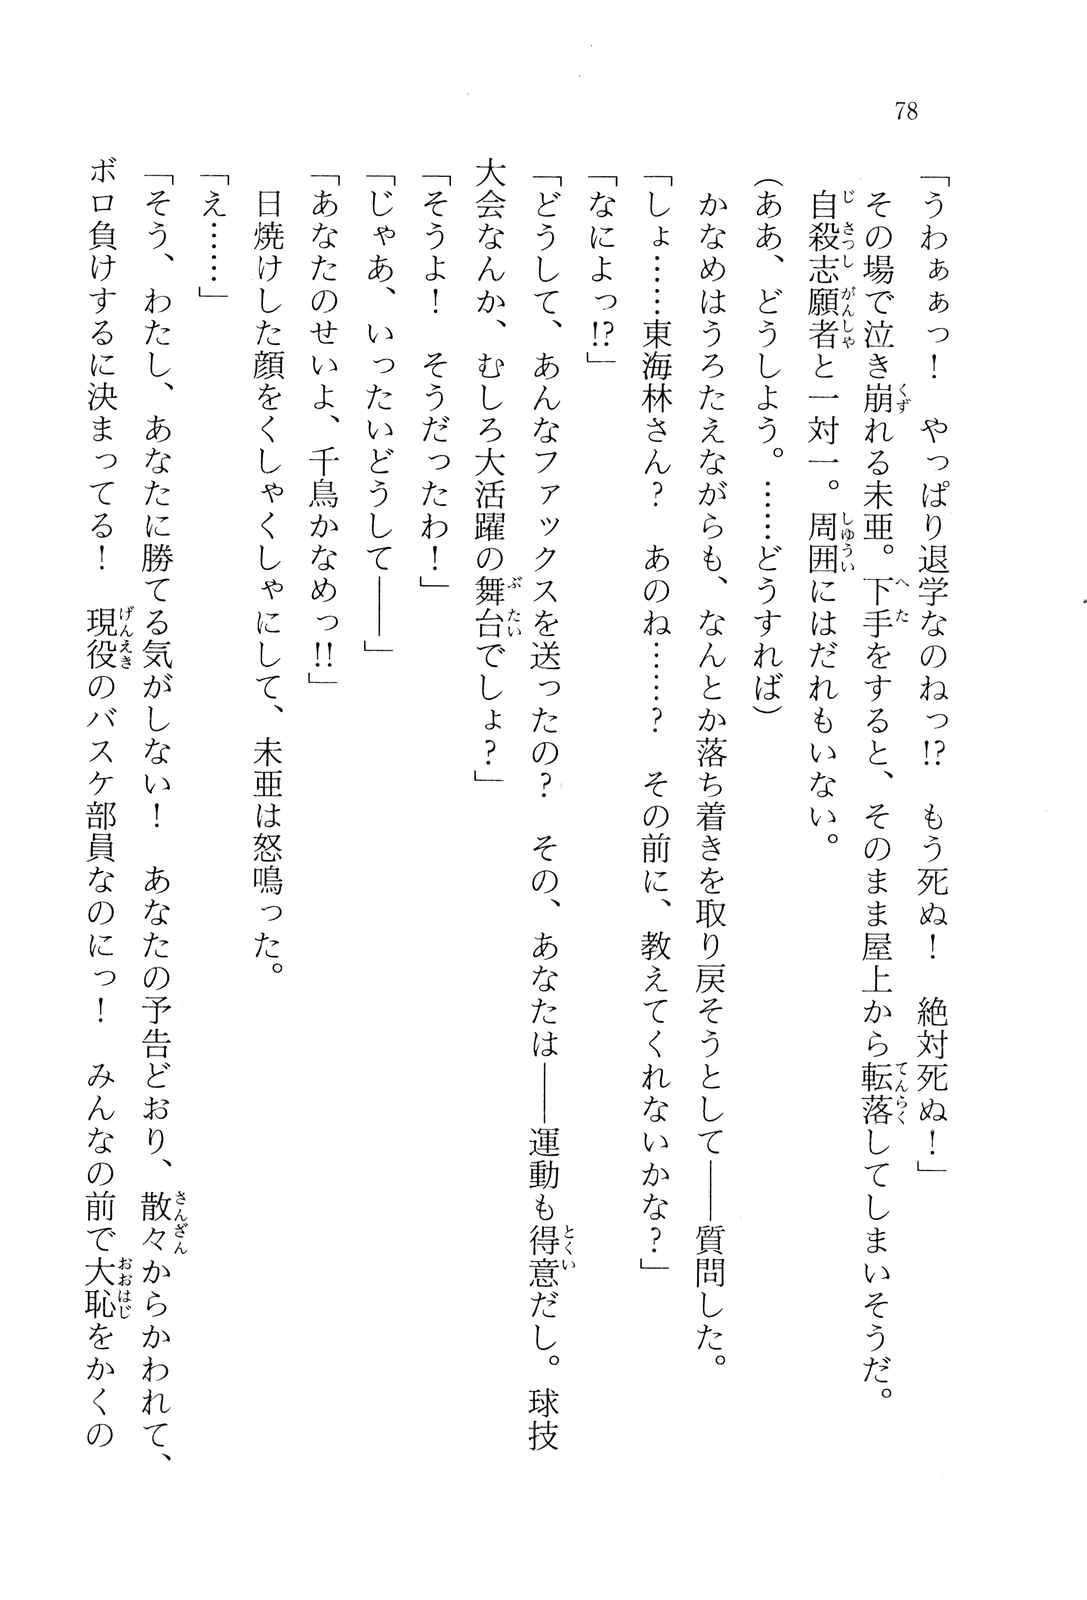 78
「うわぁぁっ！　やっぱり退学なのねっ!?　もう死ぬ！　絶対死ぬ！」
　その場で泣き崩れる未亜。下手をすると、そのまま屋上から転落してしまいそうだ。
　自殺志願者と一対一。周囲にはだれもいない。
（ああ、どうしよう。……どうすれば）
　かなめはうろたえながらも、なんとか落ち着きを取り戻そうとして――質問した。
「しょ……東海林さん？　あのね……？　その前に、教えてくれないかな？」
「なによっ!?」
「どうして、あんなファックスを送ったの？　その、あなたは――運動も得意だし。球技
大会なんか、むしろ大活躍の舞台でしょ？」
「そうよ！　そうだったわ！」
「じゃあ、いったいどうして――」
「あなたのせいよ、千鳥かなめっ!!」
　日焼けした顔をくしゃくしゃにして、未亜は怒鳴った。
「え……」
「そう、わたし、あなたに勝てる気がしない！　あなたの予告どおり、散々からかわれて、
ボロ負けするに決まってる！　現役のバスケ部員なのにっ！　みんなの前で大恥をかくの